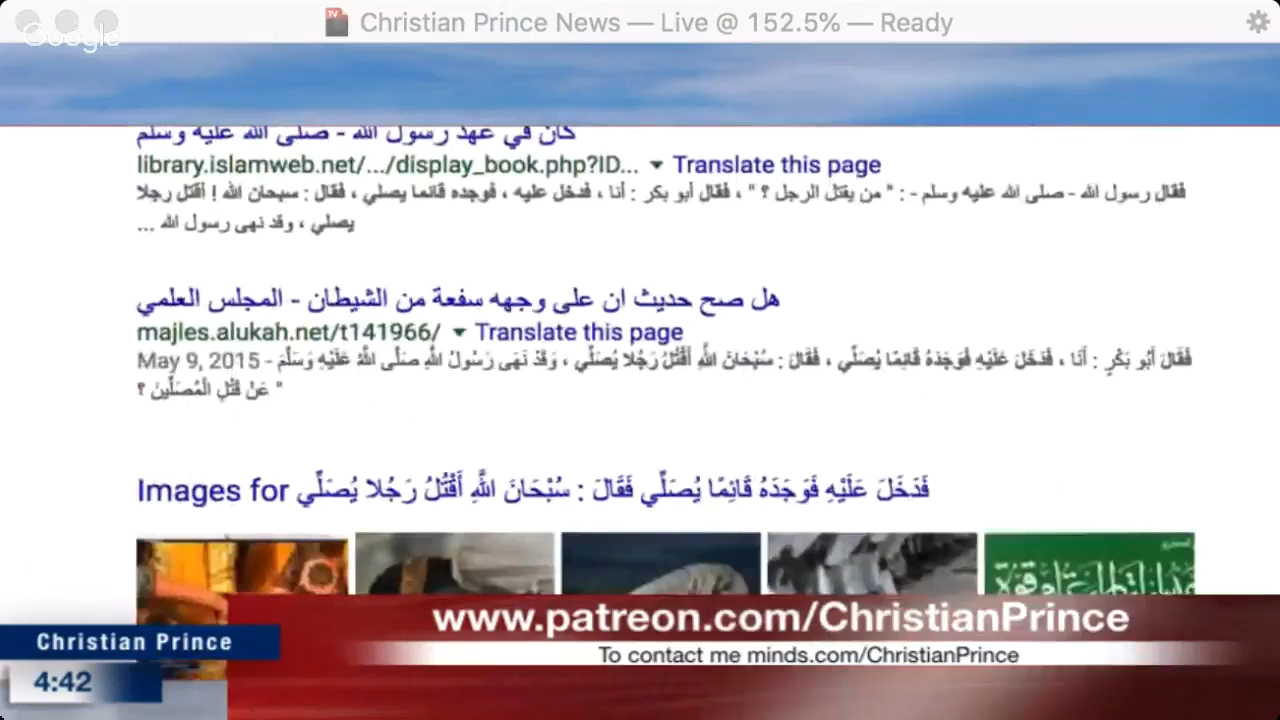 Christian Prince News — Live @ 152.5% — Ready
Google
كان في عهد رسول الله - صلى الله عليه وسلم
library.islamweb.net/.../display_book.php?ID... Translate this page
فقال رسول الله - صلى الله عليه وسلم - : " من يقتل الرجل ؟ " ، فقال أبو بكر : أنا ، فدخل عليه ، فوجده قائما يصلي ، فقال : سبحان الله ! أقتل رجلا
يصلي ، وقد نهى رسول الله ...
هل صح حديث ان على وجهه سفعة من الشيطان - المجلس العلمي
majles.alukah.net/t141966/ Translate this page
May 9, 2015 - فَقَالَ أَبُو بَكْرٍ : أَنَا ، فَدَخَلَ عَلَيْهِ فَوَجَدَهُ قَائِمًا يُصَلِّي ، فَقَالَ : سُبْحَانَ اللَّهِ أَقْتُلُ رَجُلا يُصَلِّي ، وَقَدْ نَهَى رَسُولُ اللَّهِ صَلَّى اللَّهُ عَلَيْهِ وَسَلَّمَ
عَنْ قَتْلِ الْمُصَلِّينَ ؟ "
Images for فَدَخَلَ عَلَيْهِ فَوَجَدَهُ قَائِمًا يُصَلِّي فَقَالَ : سُبْحَانَ اللَّهِ أَقْتُلُ رَجُلا يُصَلِّي
www.patreon.com/ChristianPrince
Christian Prince
To contact me minds.com/ChristianPrince
4:42